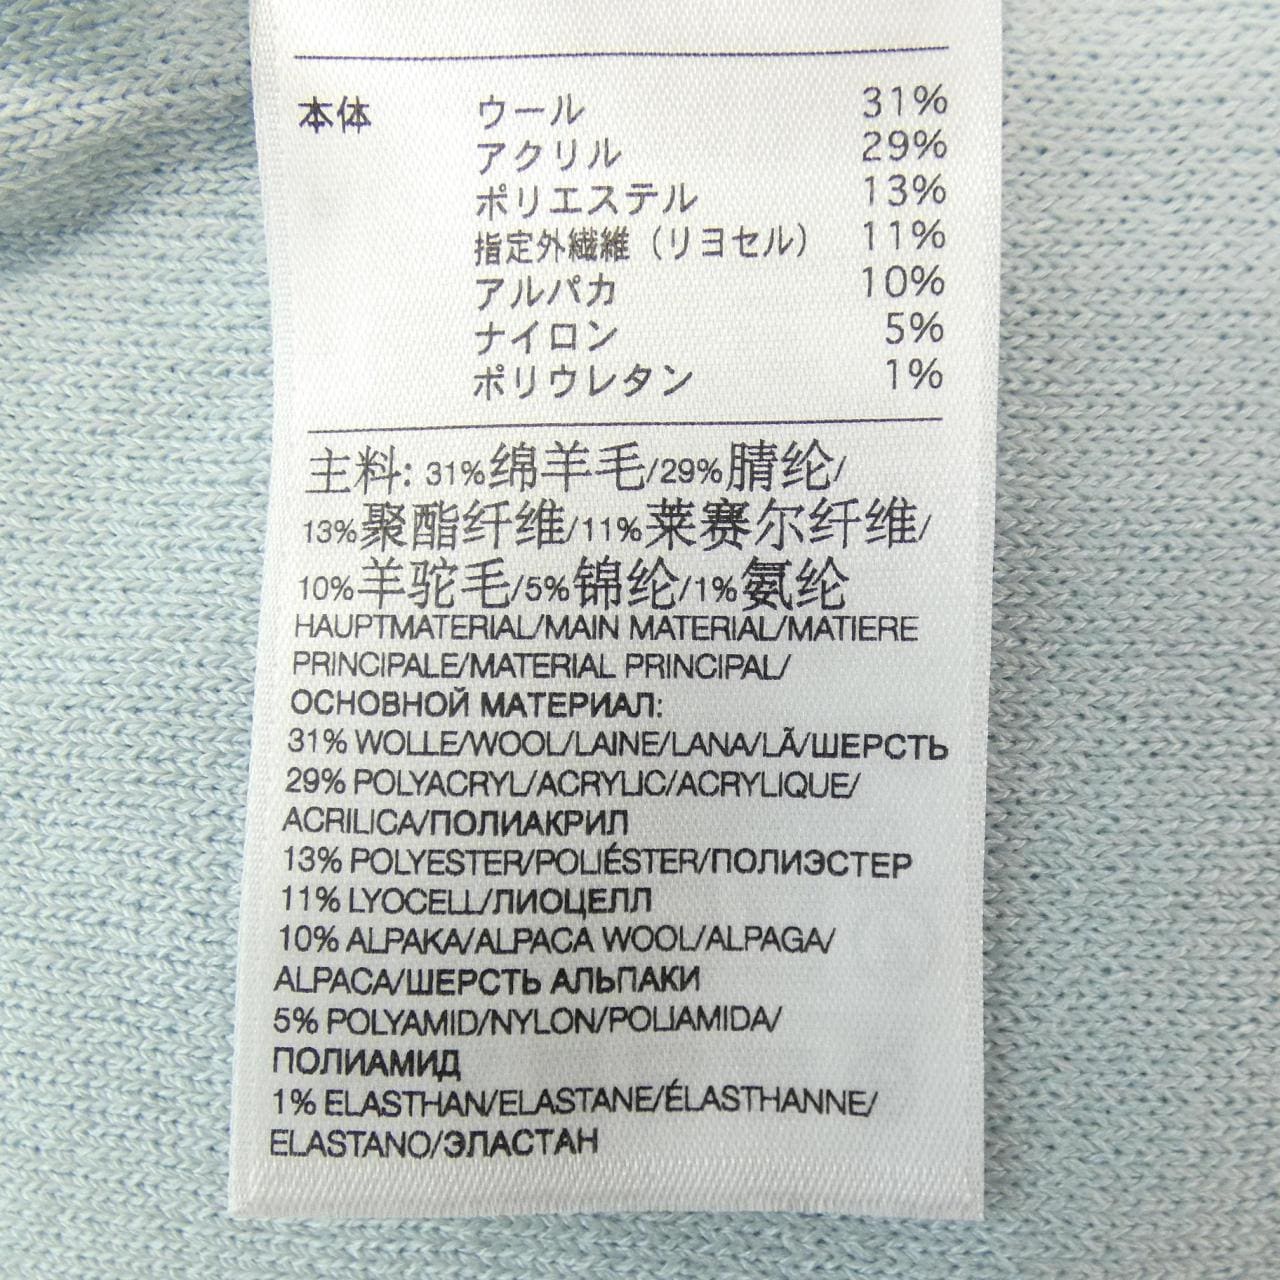 本体 ウール 31%
アクリル 29%
ポリエステル 13%
指定外繊維（リヨセル） 11%
アルパカ 10%
ナイロン 5%
ポリウレタン 1%
主料: 31%绵羊毛/29%腈纶/
13%聚酯纤维/11%莱赛尔纤维/
10%羊驼毛/5%锦纶/1%氨纶
HAUPTMATERIAL/MAIN MATERIAL/MATIERE
PRINCIPALE/MATERIAL PRINCIPAL/
ОСНОВНОЙ МАТЕРИАЛ:
31% WOLLE/WOOL/LAINE/LANA/LÃ/ШЕРСТЬ
29% POLYACRYL/ACRYLIC/ACRYLIQUE/
ACRILICA/ПОЛИАКРИЛ
13% POLYESTER/POLIÉSTER/ПОЛИЭСТЕР
11% LYOCELL/ЛИОЦЕЛЛ
10% ALPAKA/ALPACA WOOL/ALPAGA/
ALPACA/ШЕРСТЬ АЛЬПАКИ
5% POLYAMID/NYLON/POLIAMIDA/
ПОЛИАМИД
1% ELASTHAN/ELASTANE/ÉLASTHANNE/
ELASTANO/ЭЛАСТАН